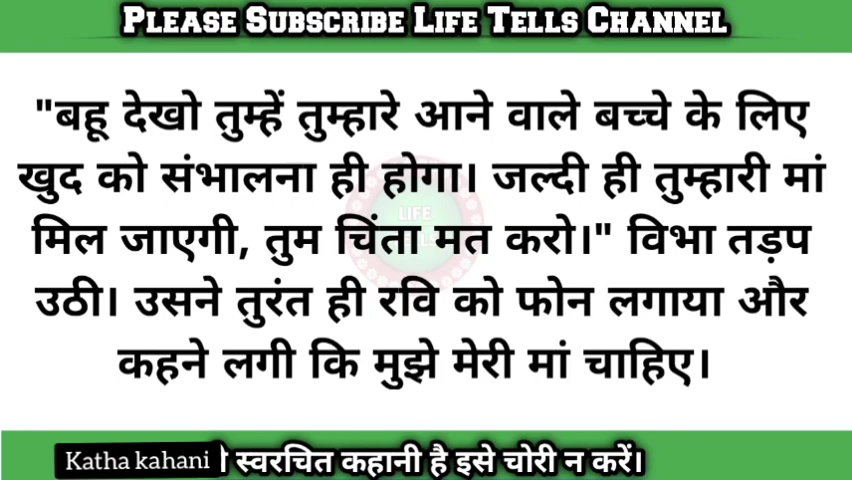 PLEASE SUBSCRIBE LIFE TELLS CHANNEL
"बहू देखो तुम्हें तुम्हारे आने वाले बच्चे के लिए
खुद को संभालना ही होगा। जल्दी ही तुम्हारी मां
मिल जाएगी, तुम चिंता मत करो।" विभा तड़प
उठी। उसने तुरंत ही रवि को फोन लगाया और
कहने लगी कि मुझे मेरी मां चाहिए।
LIFE
Katha kahani स्वरचित कहानी है इसे चोरी न करें।